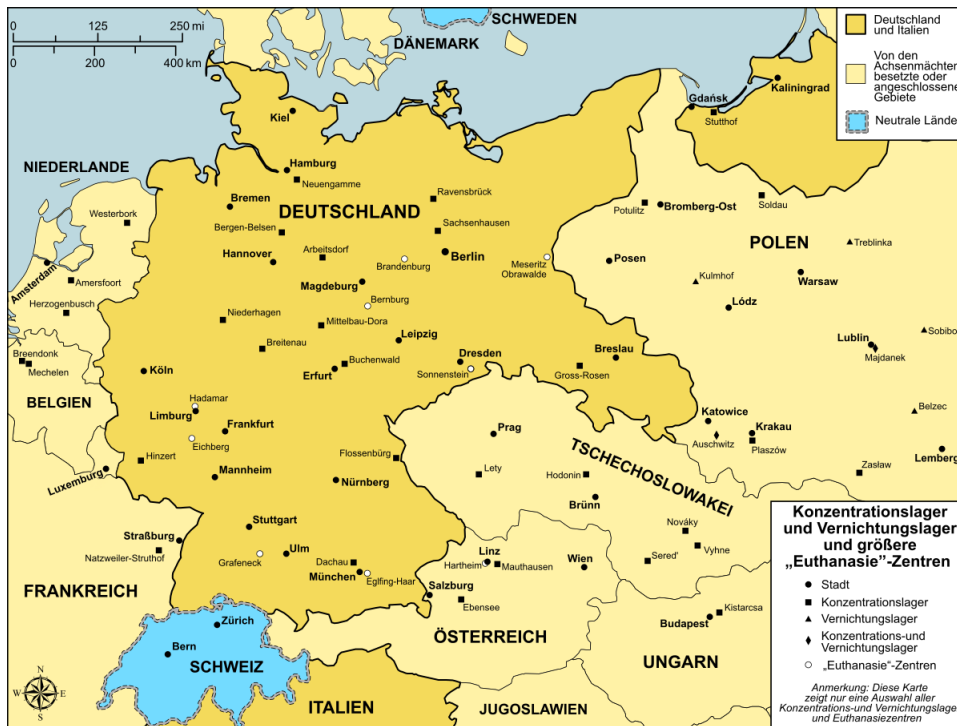 0 125 250 mi
0 200 400 km
SCHWEDEN
DÄNEMARK
Deutschland
und Italien
Von den
Achsenmächten
besetzte oder
angeschlossene
Gebiete
Neutrale Länder
Kaliningrad
Gdańsk
Stutthof
Kiel
NIEDERLANDE
Hamburg
Neuengamme
Westerbork
Bremen
DEUTSCHLAND
Ravensbrück
Bergen-Belsen
Sachsenhausen
Potulitz
Bromberg-Ost
Soldau
POLEN
Treblinka
Amsterdam
Amersfoort
Herzogenbusch
Hannover
Arbeitsdorf
Brandenburg
Berlin
Meseritz
Obrawalde
Posen
Kulmhof
Warsaw
Magdeburg
Bernburg
Lódz
Niederhagen
Mittelbau-Dora
Leipzig
Sobibor
Lublin
Majdanek
Breendonk
Mechelen
Köln
Breitenau
Erfurt
Buchenwald
Dresden
Sonnenstein
Breslau
Gross-Rosen
BELGIEN
Hadamar
Limburg
Frankfurt
Eichberg
Katowice
Auschwitz
Krakau
Plaszów
Belzec
Lemberg
Prag
TSCHECHOSLOWAKEI
Luxemburg
Hinzert
Mannheim
Flossenbürg
Nürnberg
Lety
Hodonin
Brünn
Zasław
Straßburg
Natzweiler-Struthof
Stuttgart
Grafeneck
Ulm
Dachau
München
Eglfing-Haar
Linz
Hartheim
Mauthausen
Wien
Nováky
Vyhne
Sered'
FRANKREICH
Salzburg
Ebensee
ÖSTERREICH
Kistarcsa
Budapest
UNGARN
Zürich
Bern
SCHWEIZ
ITALIEN
JUGOSLAWIEN
N
W E
S
Konzentrationslager
und Vernichtungslager
und größere
„Euthanasie”-Zentren
Stadt
Konzentrationslager
Vernichtungslager
Konzentrations-und
Vernichtungslager
„Euthanasie”-Zentren
Anmerkung: Diese Karte
zeigt nur eine Auswahl aller
Konzentrations-und Vernichtungslager
und Euthanasiezentren